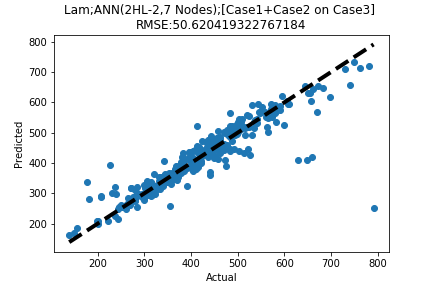 Lam;ANN(2HL-2,7 Nodes);[Case1+Case2 on Case3]
RMSE:50.620419322767184
800
700
600
500
400
300
200
Predicted
200 300 400 500 600 700 800
Actual